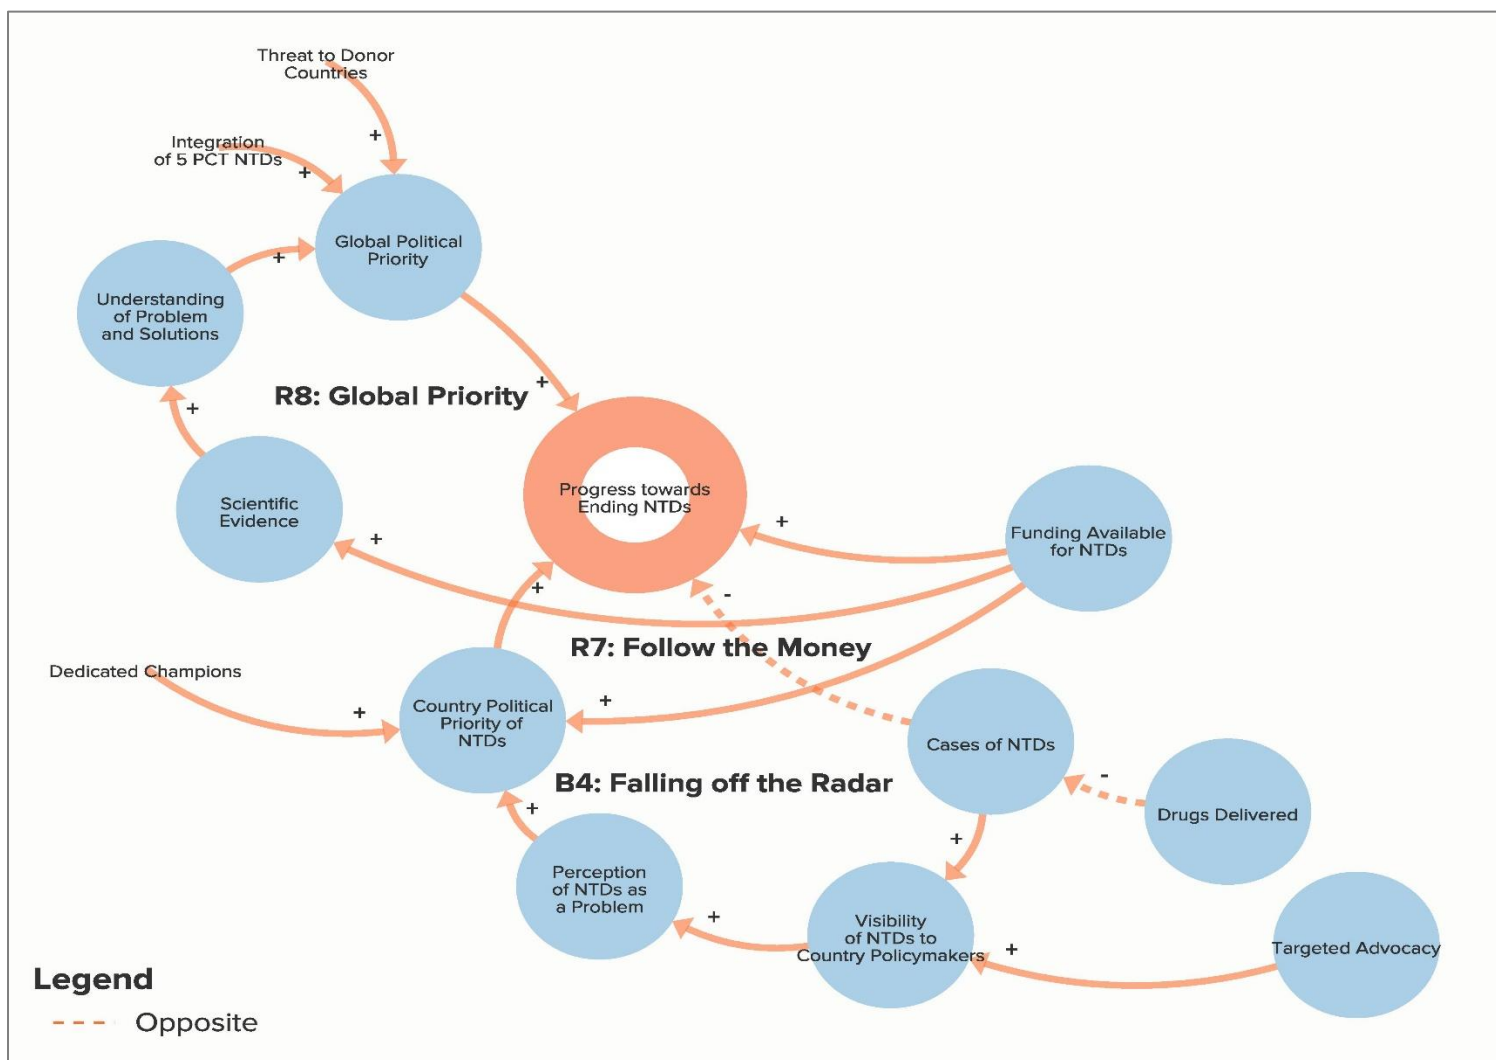 Threat to Donor
Countries
+
Integration
of 5 PCT NTDs
+
Global Political
Priority
+
Understanding
of Problem
and Solutions
+
R8: Global Priority
+
Scientific
Evidence
Progress towards
Ending NTDs
+
+
Funding Available
for NTDs
+
-
R7: Follow the Money
Dedicated Champions
+
Country Political
Priority of
NTDs
+
Cases of NTDs
B4: Falling off the Radar
-
Drugs Delivered
+
+
Perception
of NTDs as
a Problem
+
Visibility
of NTDs to
Country Policymakers
+
Targeted Advocacy
Legend
Opposite